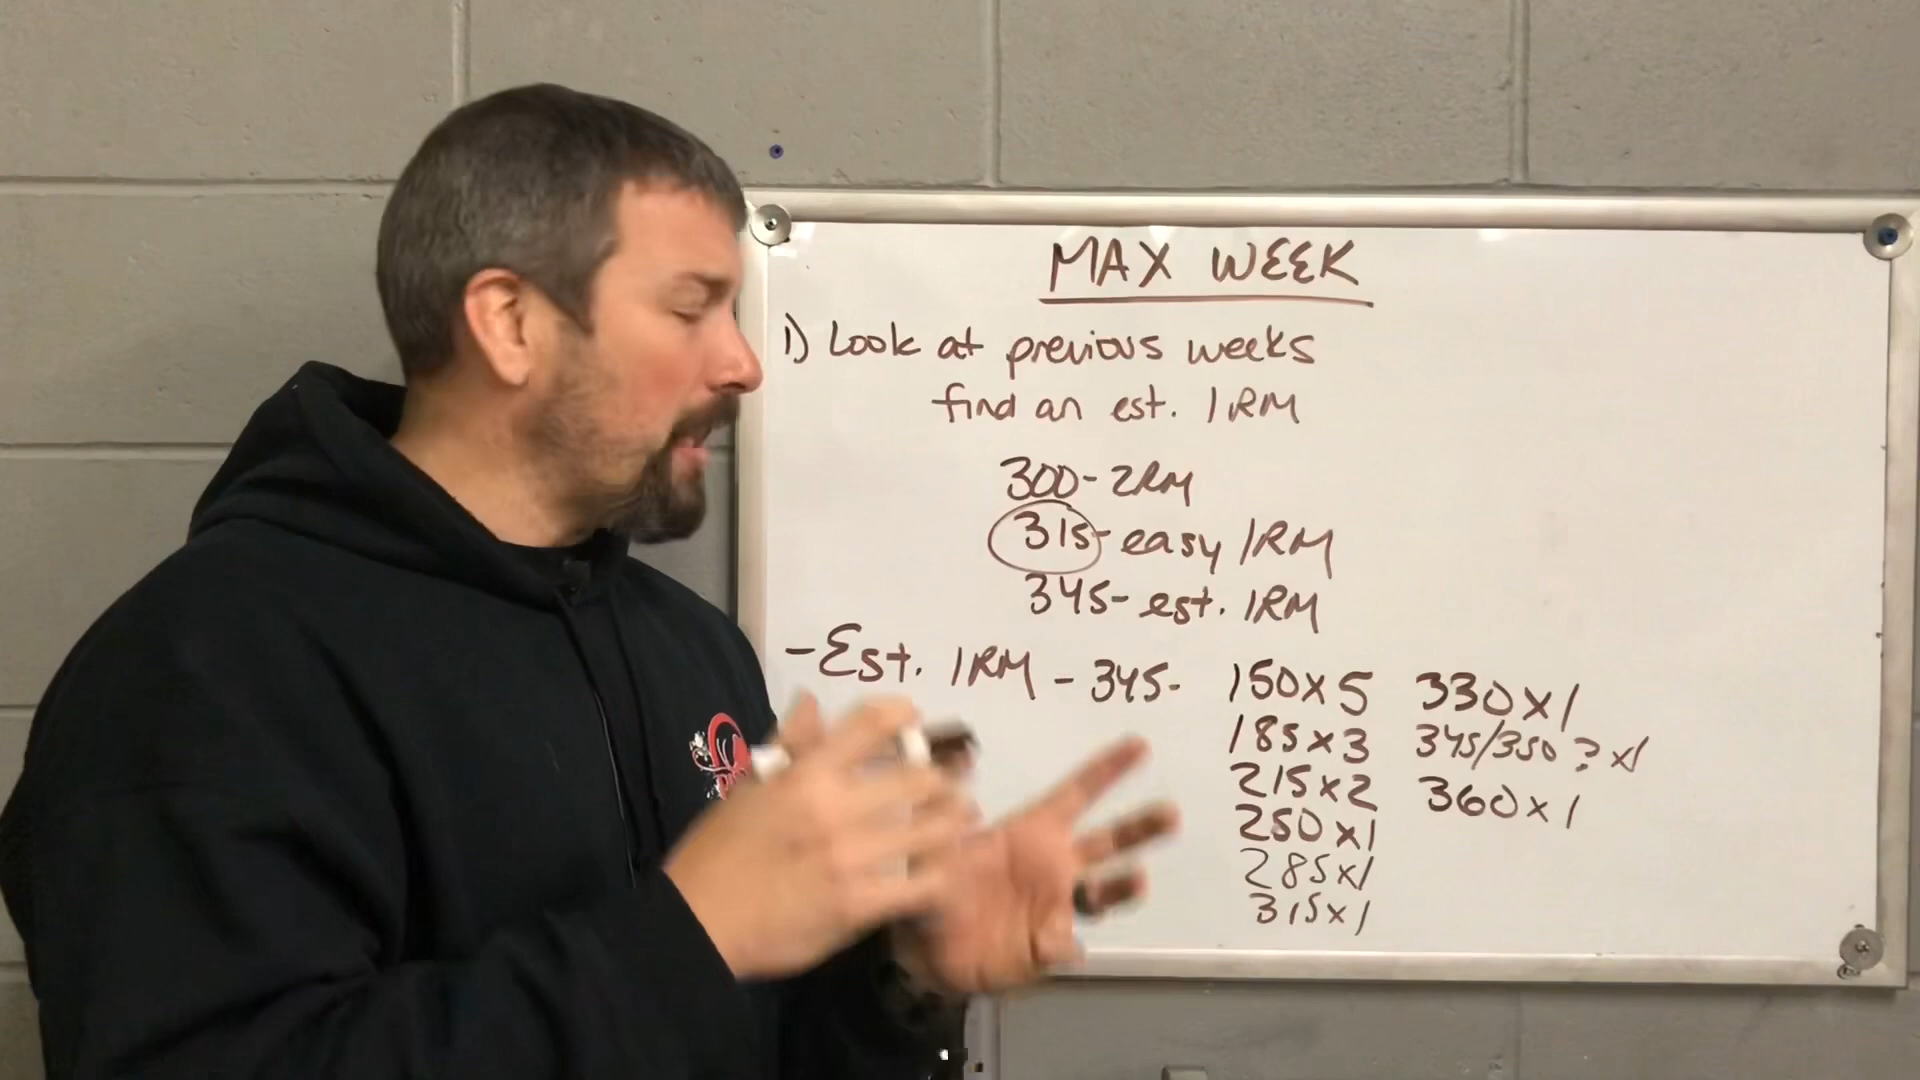 MAX WEEK
1) Look at previous weeks
find an est. 1RM
300-2RM
315-easy 1RM
345-est. 1RM
-Est. 1RM-345-
150x5
185x3
215x2
250x1
285x1
315x1
330x1
345/350?x1
360x1